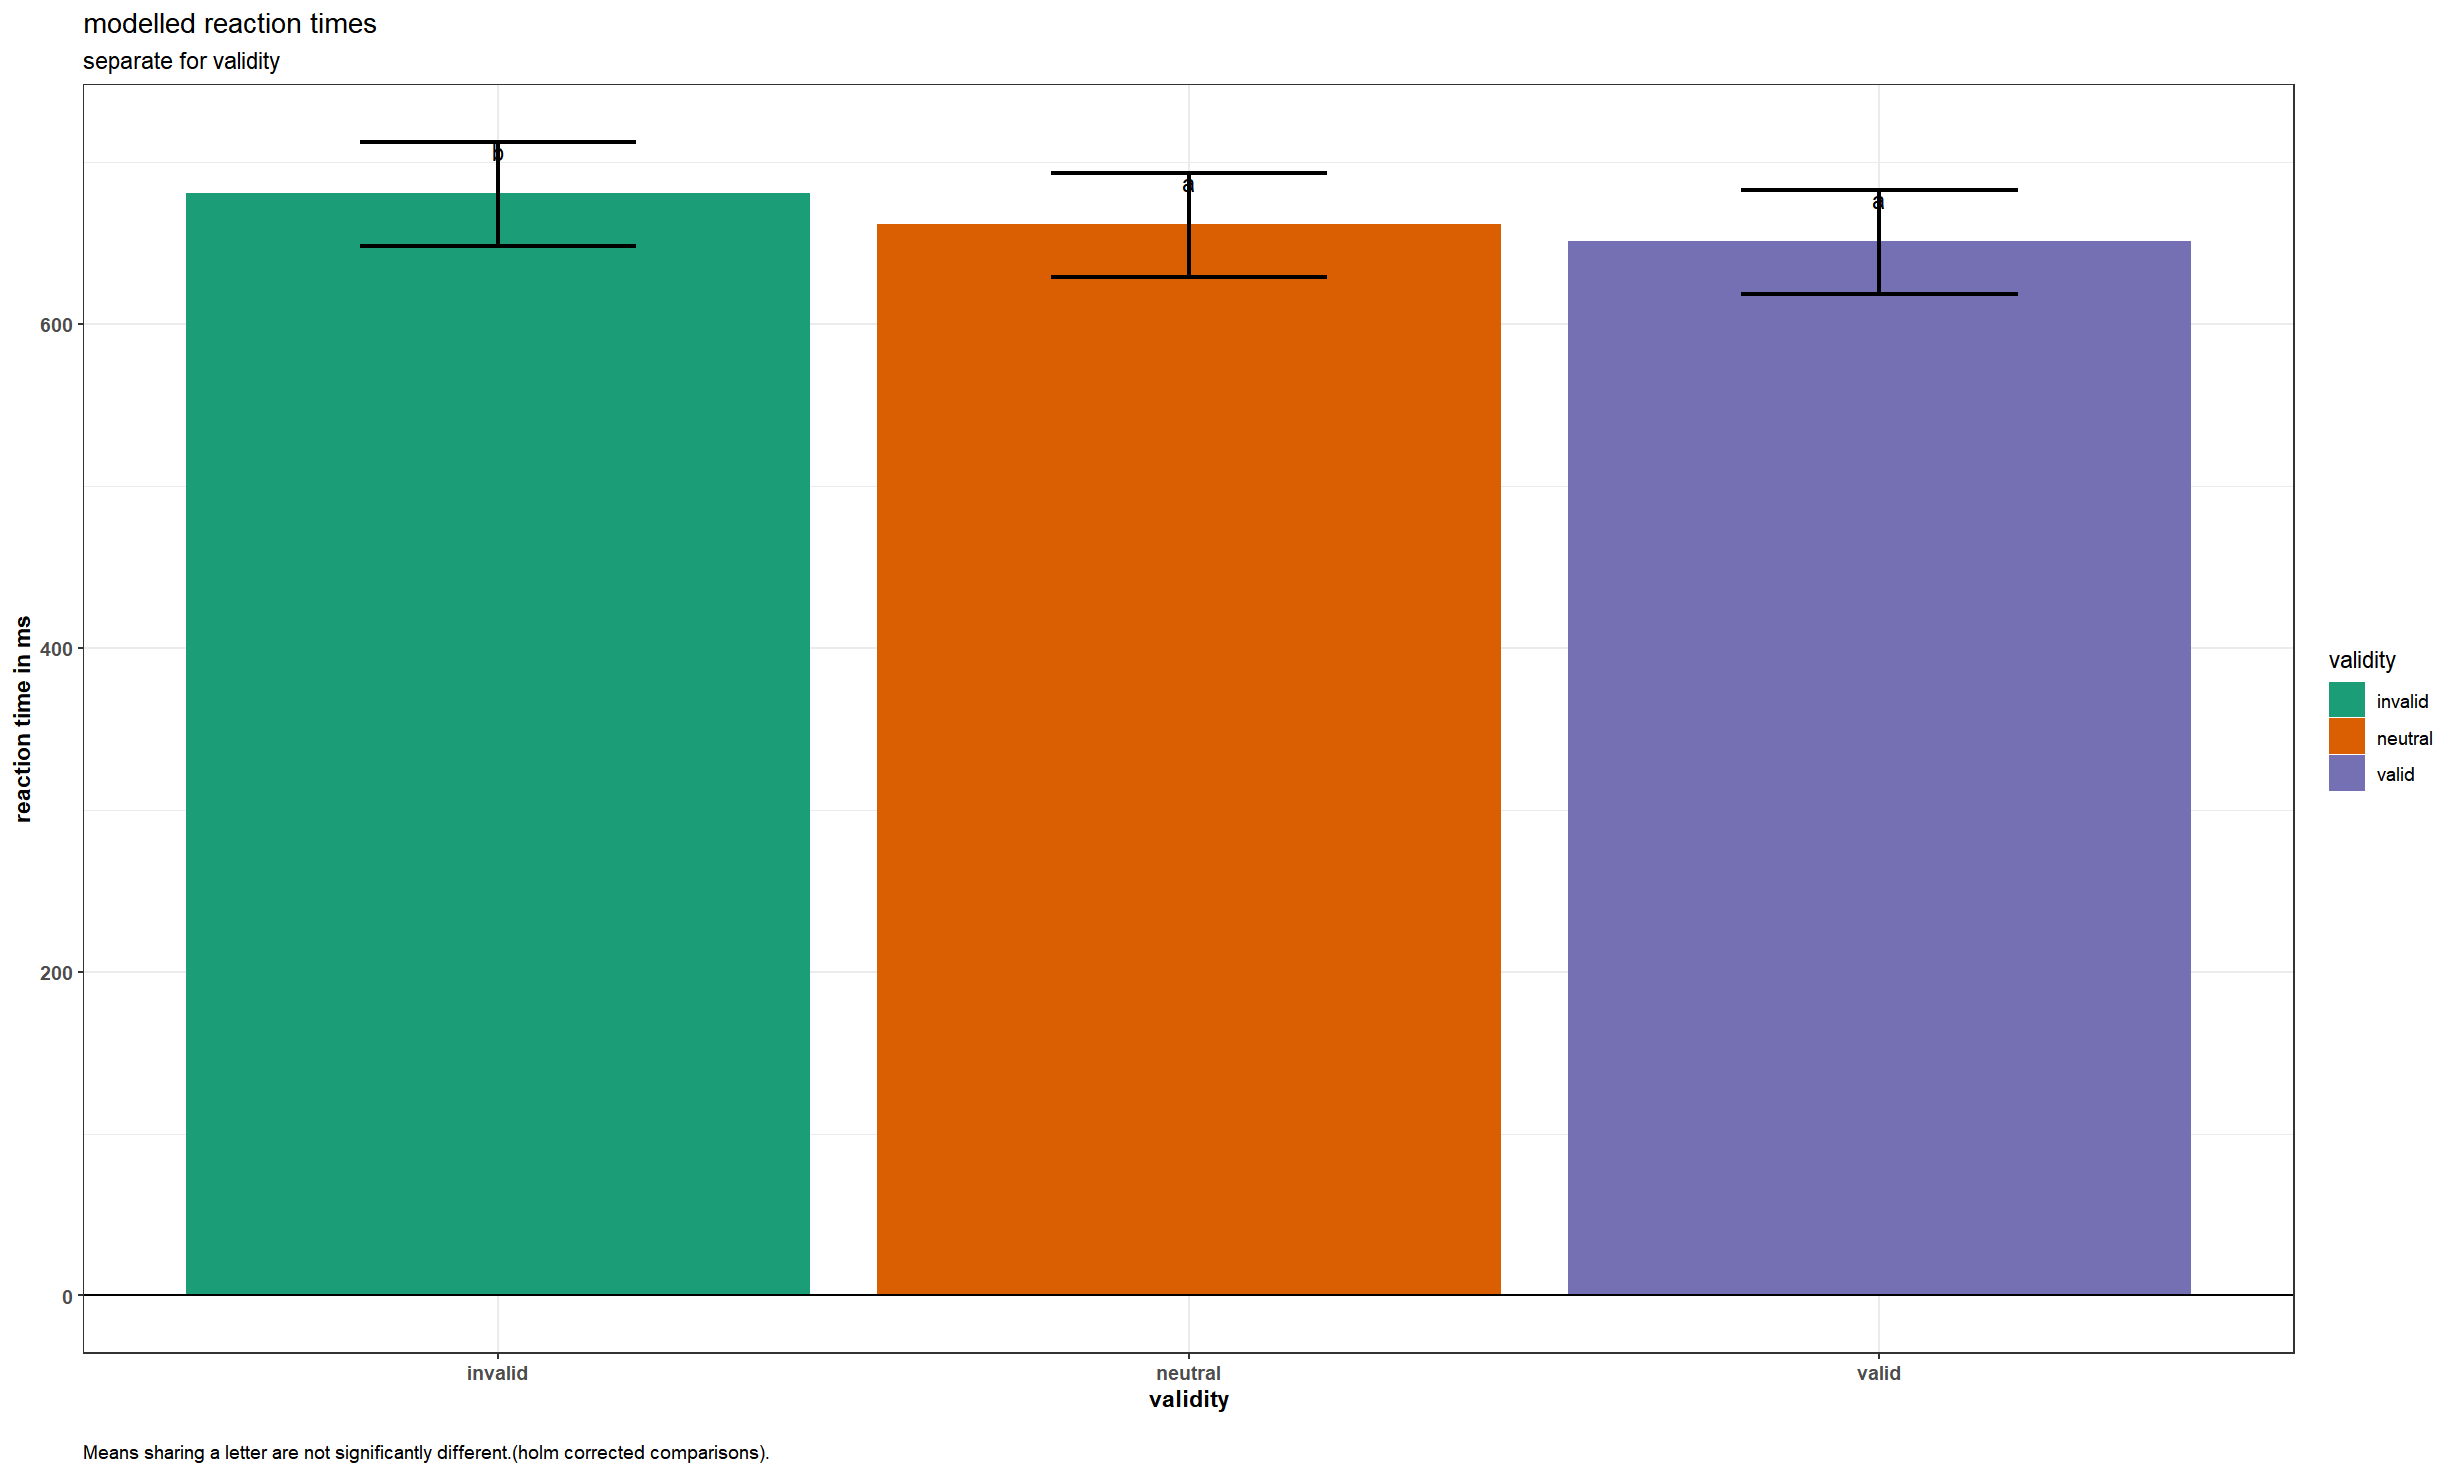 modelled reaction times
separate for validity
b
a
a
600
400
200
0
reaction time in ms
invalid
neutral
valid
validity
validity
invalid
neutral
valid
Means sharing a letter are not significantly different.(holm corrected comparisons).